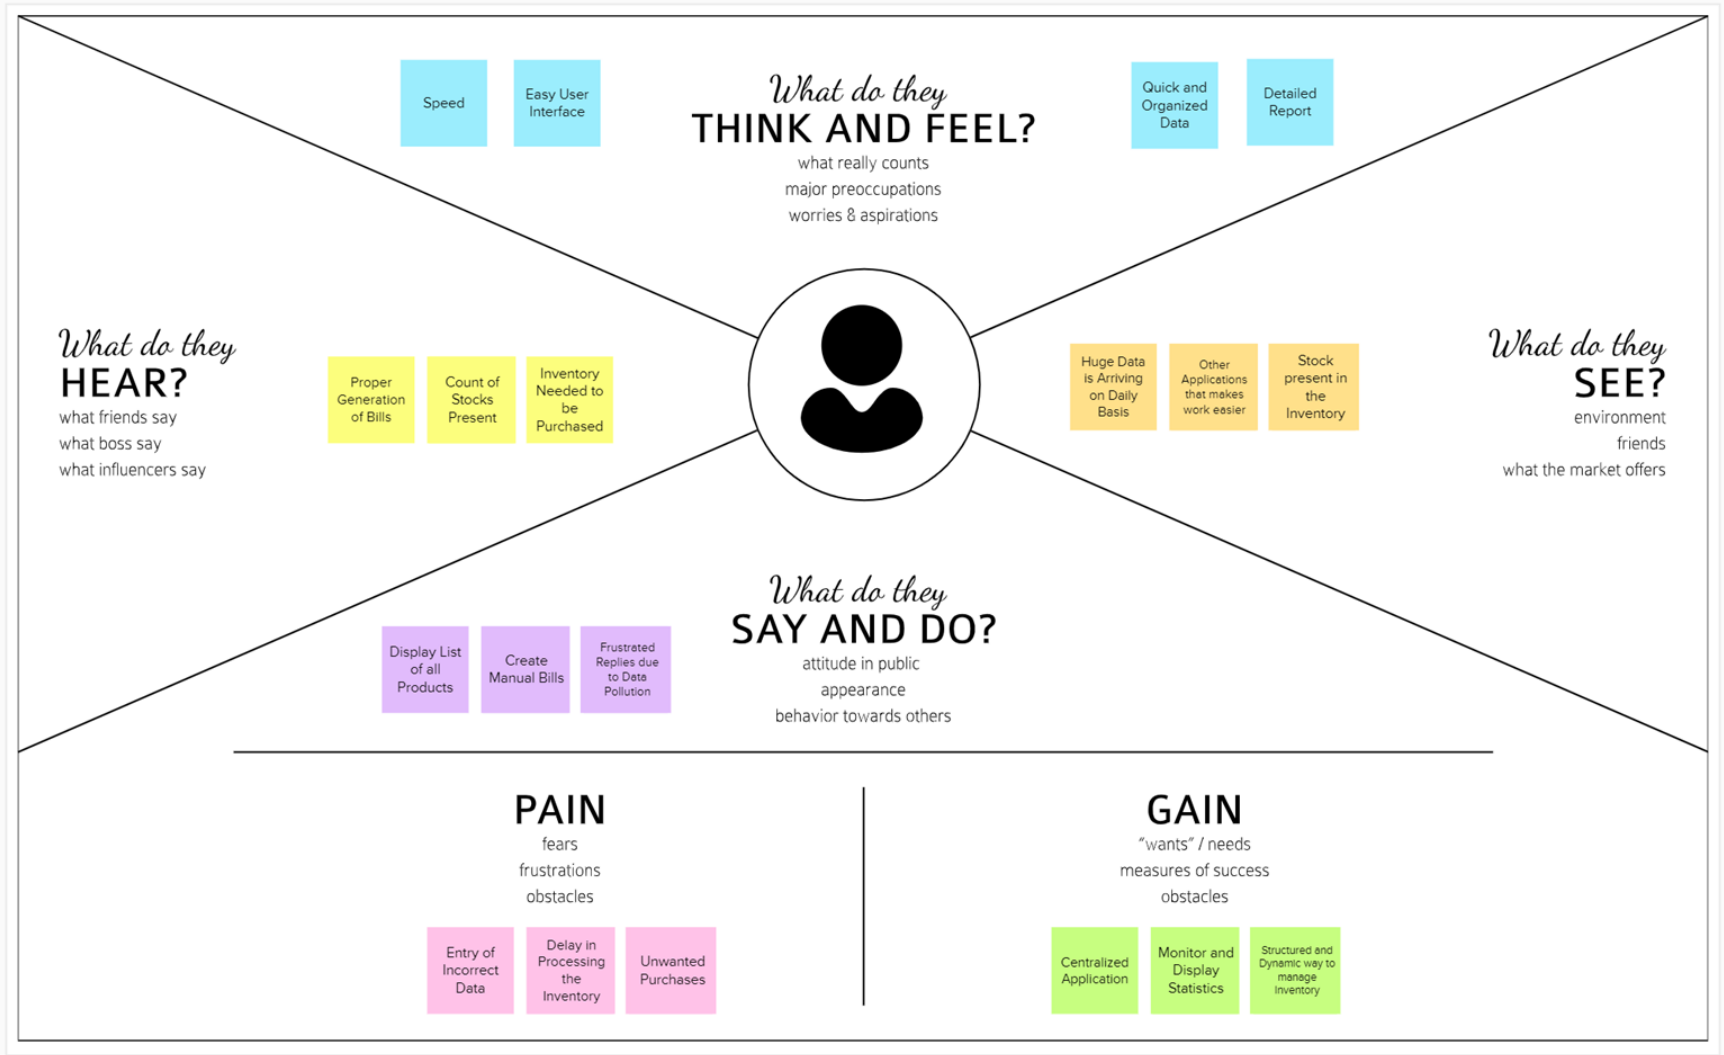 Speed
Easy User
Interface
What do they
THINK AND FEEL?
what really counts
major preoccupations
worries & aspirations
Quick and
Organized
Data
Detailed
Report
What do they
HEAR?
what friends say
what boss say
what influencers say
Proper
Generation
of Bills
Count of
Stocks
Present
Inventory
Needed to
be
Purchased
Huge Data
is Arriving
on Daily
Basis
Other
Applications
that makes
work easier
Stock
present in
the
Inventory
What do they
SEE?
environment
friends
what the market offers
What do they
SAY AND DO?
attitude in public
appearance
behavior towards others
Display List
of all
Products
Create
Manual Bills
Frustrated
Replies due
to Data
Pollution
PAIN
fears
frustrations
obstacles
Entry of
Incorrect
Data
Delay in
Processing
the
Inventory
Unwanted
Purchases
GAIN
“wants” / needs
measures of success
obstacles
Centralized
Application
Monitor and
Display
Statistics
Structured and
Dynamic way to
manage
Inventory